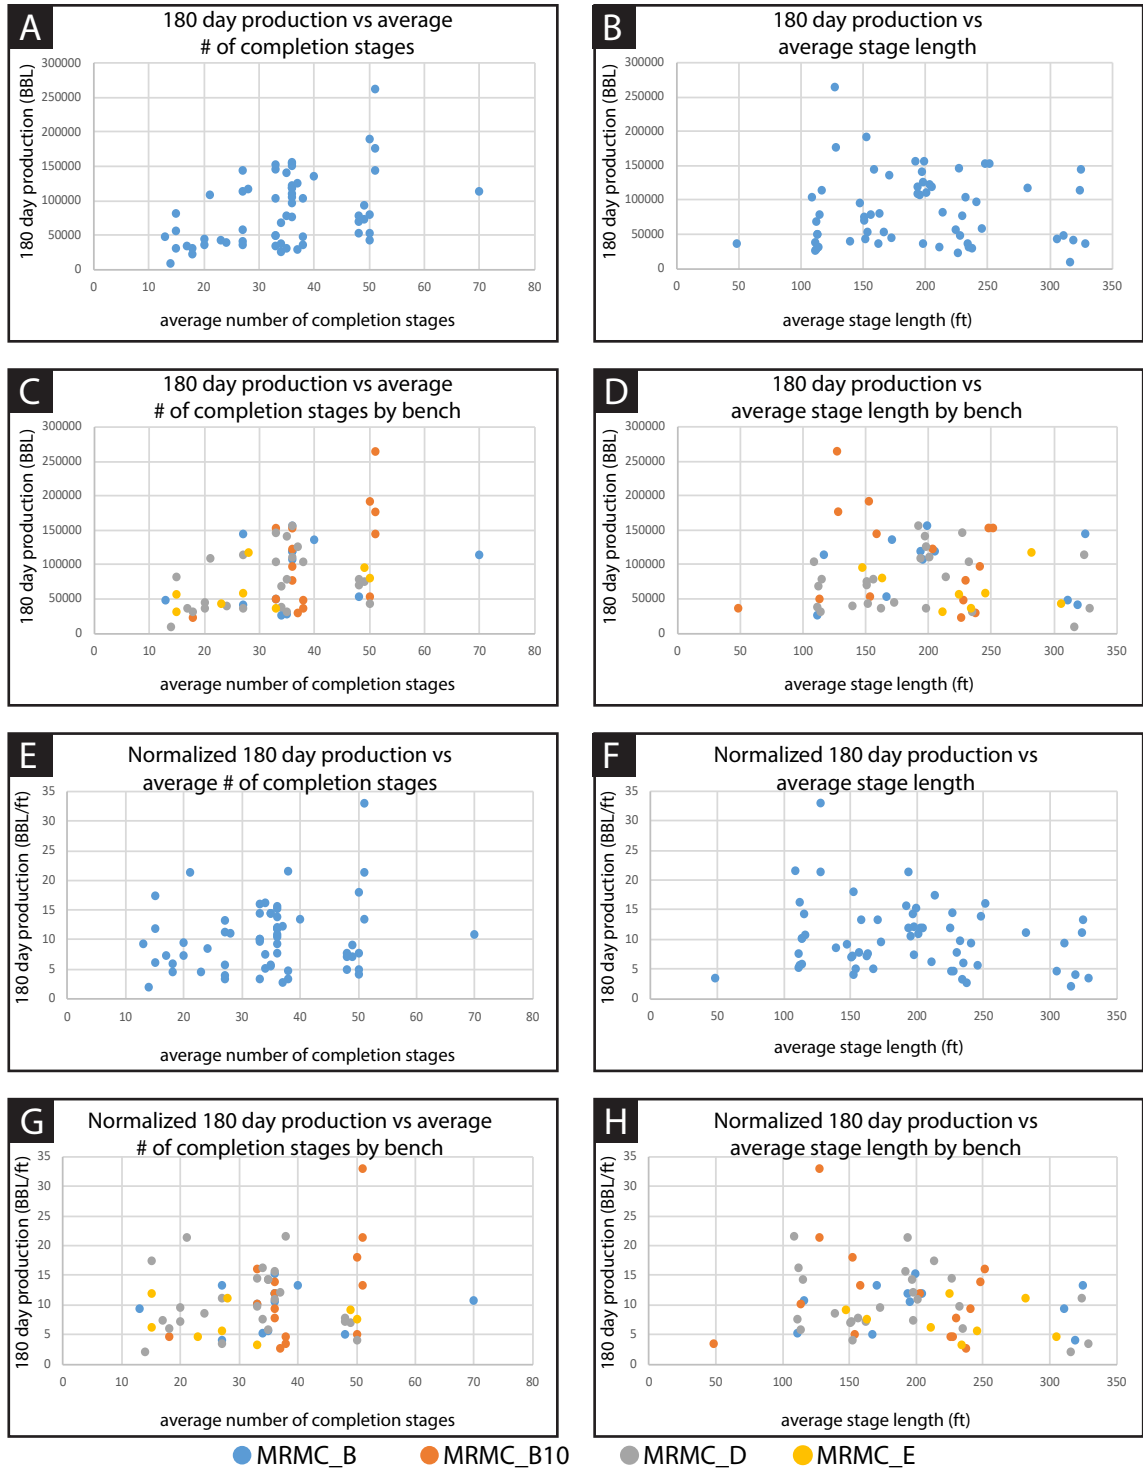 A
180 day production vs average
# of completion stages
180 day production (BBL)
300000
250000
200000
150000
100000
50000
0
0 10 20 30 40 50 60 70 80
average number of completion stages
B
180 day production vs
average stage length
180 day production (BBL)
300000
250000
200000
150000
100000
50000
0
0 50 100 150 200 250 300 350
average stage length (ft)
C
180 day production vs average
# of completion stages by bench
180 day production (BBL)
300000
250000
200000
150000
100000
50000
0
0 10 20 30 40 50 60 70 80
average number of completion stages
D
180 day production vs
average stage length by bench
180 day production (BBL)
300000
250000
200000
150000
100000
50000
0
0 50 100 150 200 250 300 350
average stage length (ft)
E
Normalized 180 day production vs
average # of completion stages
180 day production (BBL/ft)
35
30
25
20
15
10
5
0
0 10 20 30 40 50 60 70 80
average number of completion stages
F
Normalized 180 day production vs
average stage length
180 day production (BBL/ft)
35
30
25
20
15
10
5
0
0 50 100 150 200 250 300 350
average stage length (ft)
G
Normalized 180 day production vs average
# of completion stages by bench
180 day production (BBL/ft)
35
30
25
20
15
10
5
0
0 10 20 30 40 50 60 70 80
average number of completion stages
H
Normalized 180 day production vs
average stage length by bench
180 day production (BBL/ft)
35
30
25
20
15
10
5
0
0 50 100 150 200 250 300 350
average stage length (ft)
MRMC_B MRMC_B10 MRMC_D MRMC_E